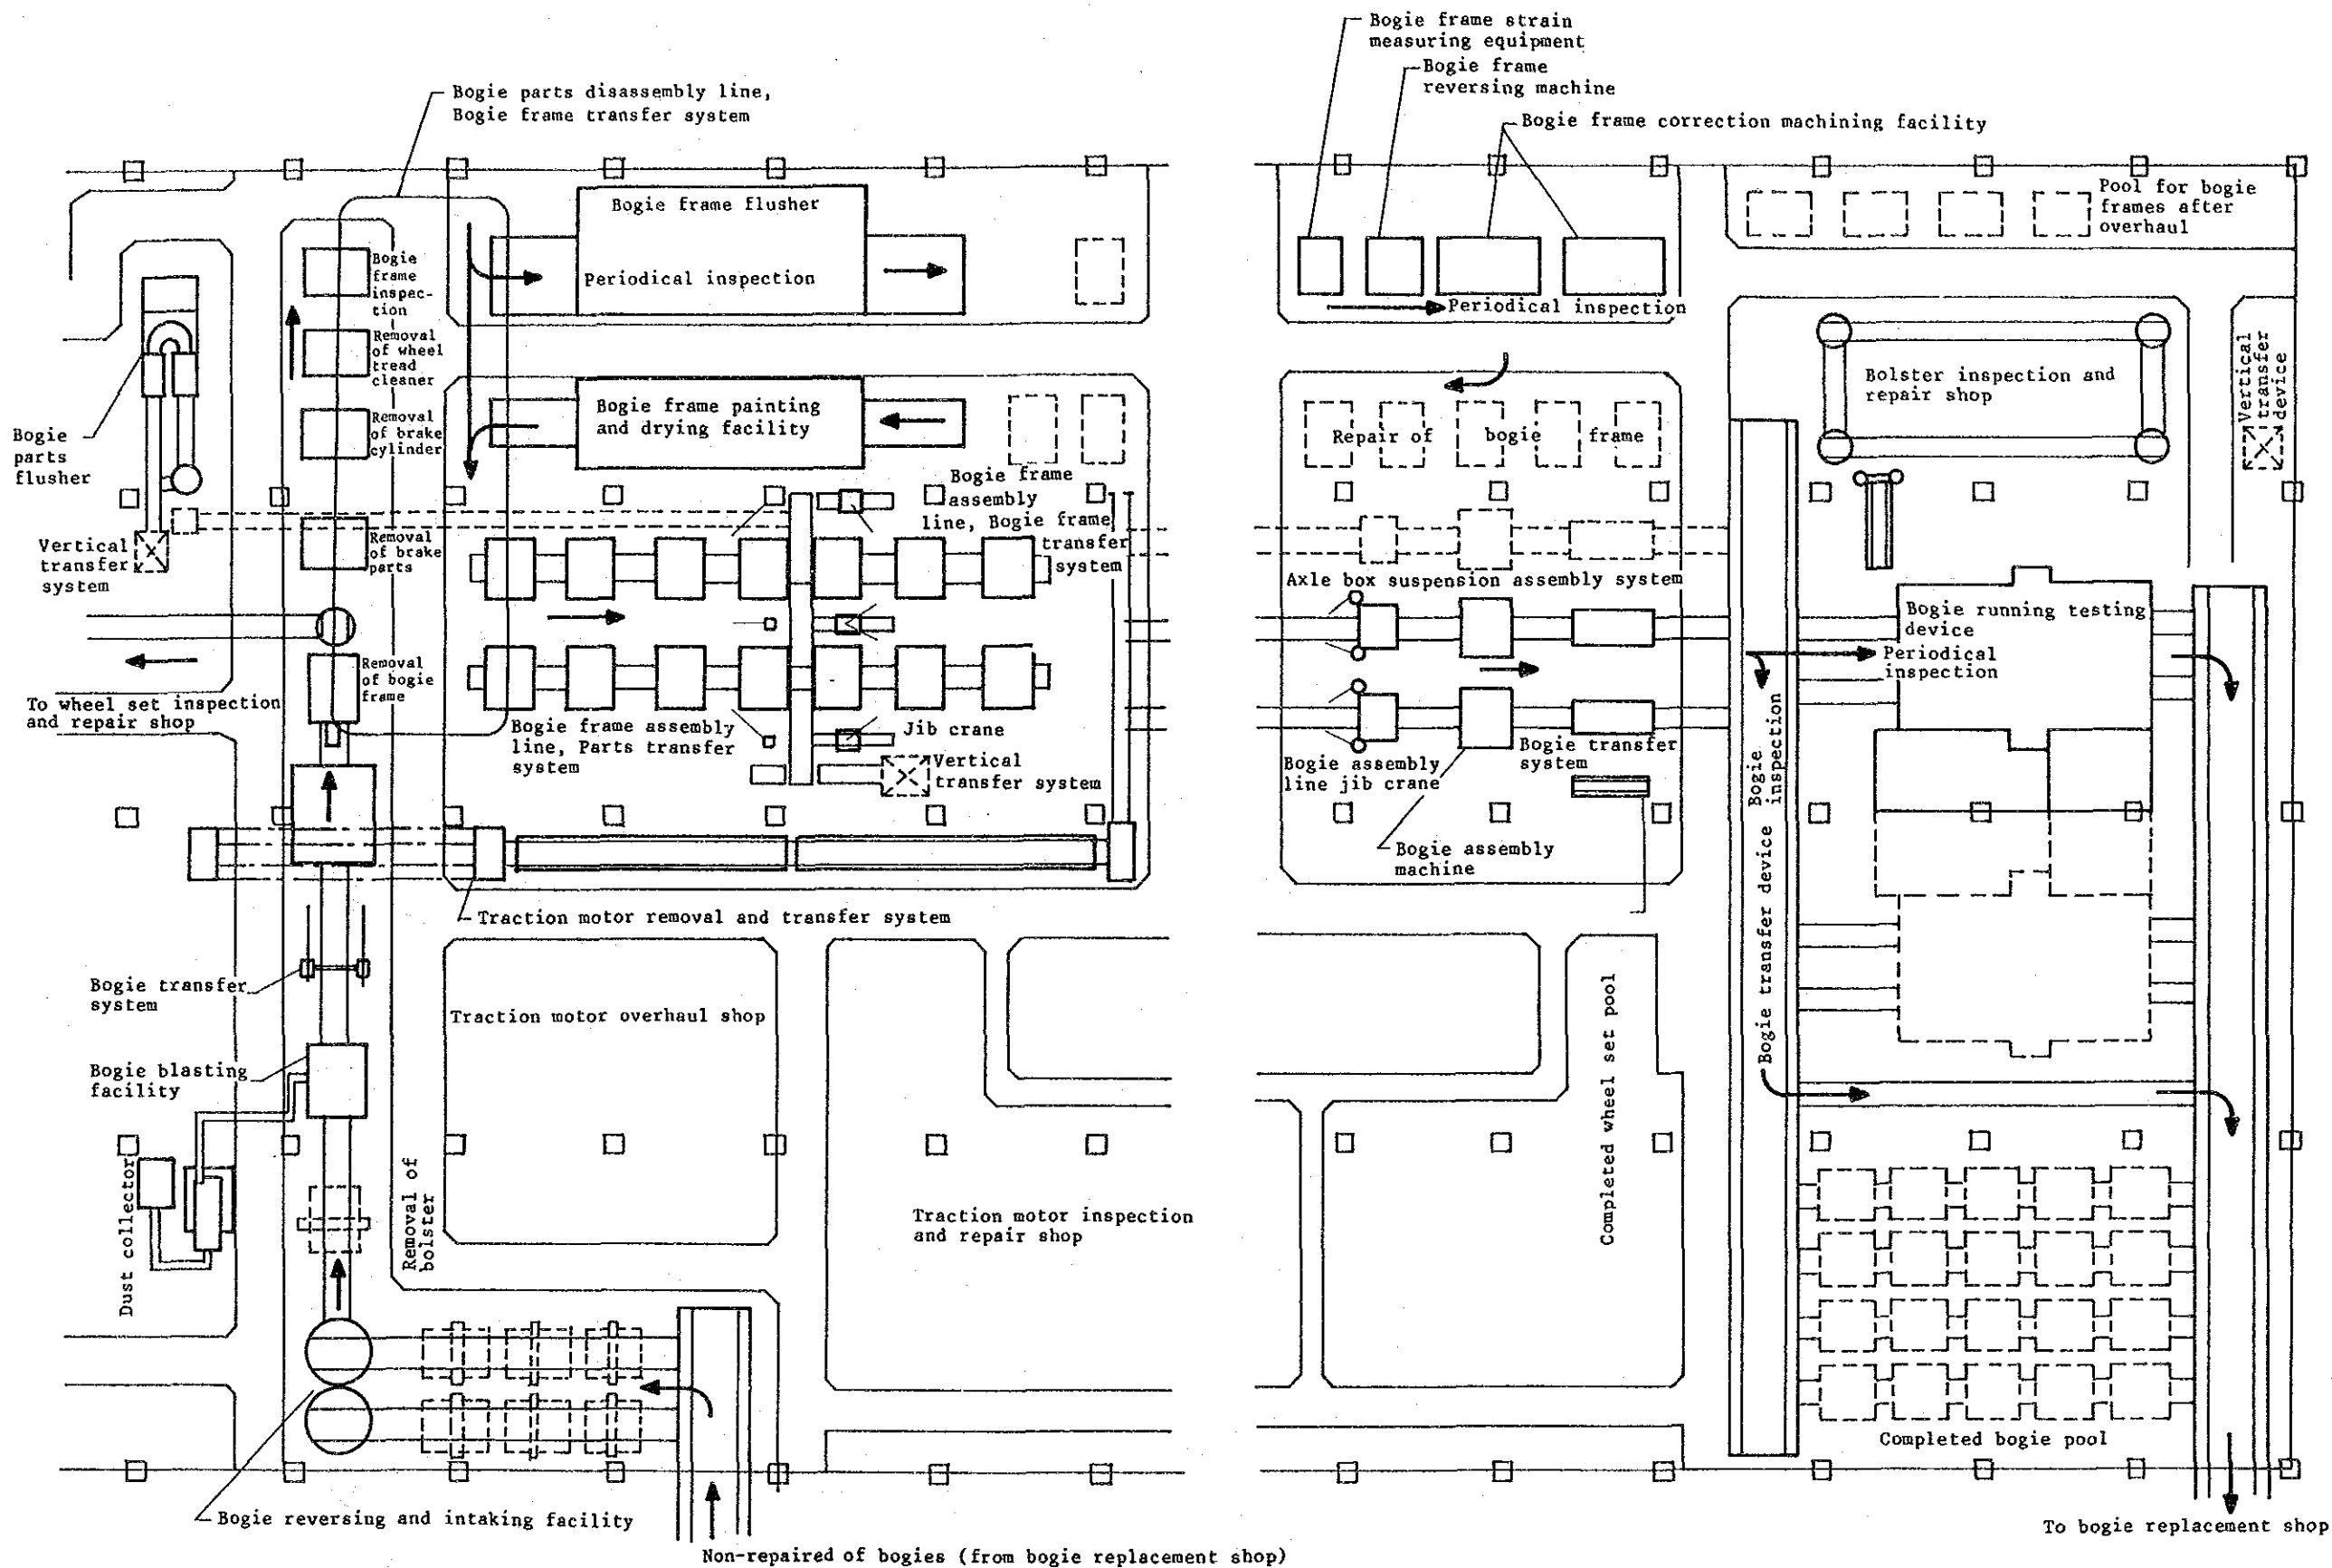 Bogie frame strain
measuring equipment
Bogie frame
reversing machine
Bogie frame correction machining facility
Bogie parts disassembly line,
Bogie frame transfer system
Bogie frame flusher
Periodical inspection
Bogie
frame
inspec-
tion
Removal
of wheel
tread
cleaner
Removal
of brake
cylinder
Removal
of brake
parts
Removal
of bogie
frame
Bogie
parts
flusher
Vertical
transfer
system
To wheel set inspection
and repair shop
Bogie frame painting
and drying facility
Bogie frame
assembly
line, Bogie frame
transfer
system
Bogie frame assembly
line, Parts transfer
system
Jib crane
Vertical
transfer system
Traction motor removal and transfer system
Bogie transfer
system
Bogie blasting
facility
Dust collector
Removal of
bolster
Traction motor overhaul shop
Traction motor inspection
and repair shop
Bogie reversing and intaking facility
Non-repaired of bogies (from bogie replacement shop)
Periodical inspection
Pool for bogie
frames after
overhaul
Repair of bogie frame
Bolster inspection and
repair shop
Vertical
transfer
device
Axle box suspension assembly system
Bogie running testing
device
Periodical
inspection
Bogie assembly
line jib crane
Bogie transfer
system
Bogie assembly
machine
Bogie
inspection
Bogie transfer device
Completed wheel set pool
Completed bogie pool
To bogie replacement shop